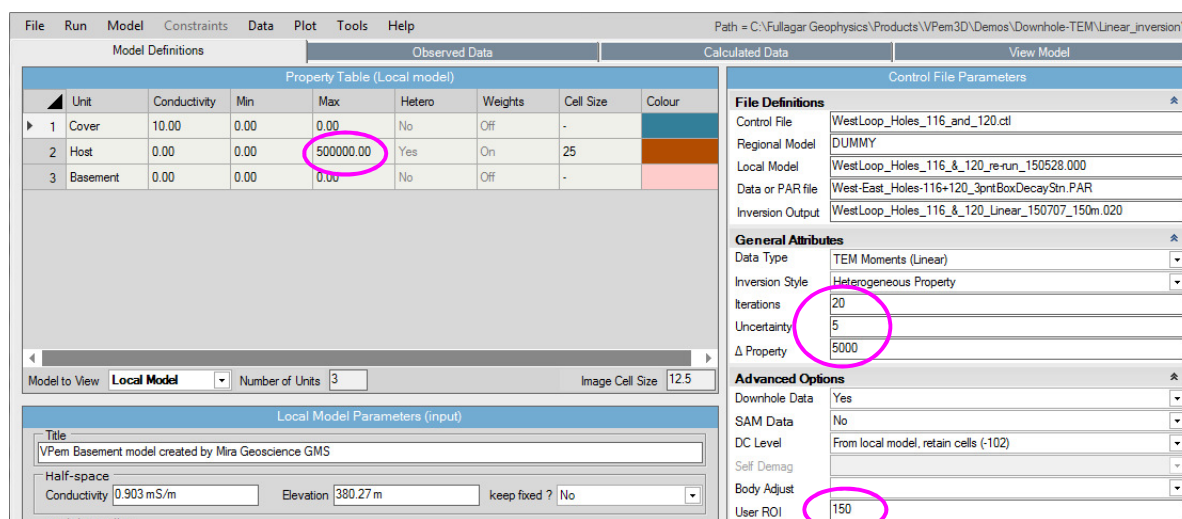 File Run Model Constraints Data Plot Tools Help Path = C:\Fullagar Geophysics\Products\VPem3D\Demos\Downhole-TEM\Linear_inversion\
Model Definitions Observed Data Calculated Data View Model
Property Table (Local model)
Unit Conductivity Min Max Hetero Weights Cell Size Colour
1 Cover 10.00 0.00 0.00 No Off -
2 Host 0.00 0.00 500000.00 Yes On 25
3 Basement 0.00 0.00 0.00 No Off -
Model to View Local Model Number of Units 3 Image Cell Size 12.5
Local Model Parameters (input)
Title
VPem Basement model created by Mira Geoscience GMS
Half-space
Conductivity 0.903 mS/m Elevation 380.27 m keep fixed ? No
Control File Parameters
File Definitions
Control File WestLoop_Holes_116_and_120.ctl
Regional Model DUMMY
Local Model WestLoop_Holes_116_&_120_re-run_150528.000
Data or PAR file West-East_Holes-116+120_3pntBoxDecayStn.PAR
Inversion Output WestLoop_Holes_116_&_120_Linear_150707_150m.020
General Attributes
Data Type TEM Moments (Linear)
Inversion Style Heterogeneous Property
Iterations 20
Uncertainty 5
Δ Property 5000
Advanced Options
Downhole Data Yes
SAM Data No
DC Level From local model, retain cells (-102)
Self Demag
Body Adjust
User ROI 150